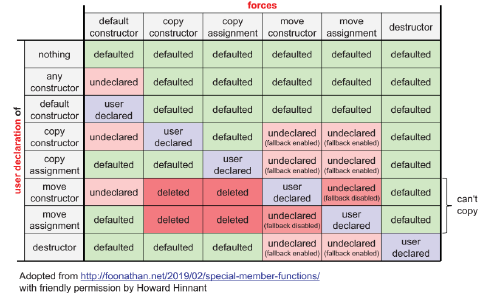 forces
default constructor copy constructor copy assignment move constructor move assignment destructor
user declaration of
nothing defaulted defaulted defaulted defaulted defaulted defaulted
any constructor undeclared defaulted defaulted defaulted defaulted defaulted
default constructor user declared defaulted defaulted defaulted defaulted defaulted
copy constructor undeclared user declared defaulted undeclared (fallback enabled) undeclared (fallback enabled) defaulted
copy assignment defaulted defaulted user declared undeclared (fallback enabled) undeclared (fallback enabled) defaulted
move constructor undeclared deleted deleted user declared undeclared (fallback disabled) defaulted
move assignment defaulted deleted deleted undeclared (fallback disabled) user declared defaulted
can't copy
destructor defaulted defaulted defaulted undeclared (fallback enabled) undeclared (fallback enabled) user declared
Adopted from http://foonathan.net/2019/02/special-member-functions/
with friendly permission by Howard Hinnant